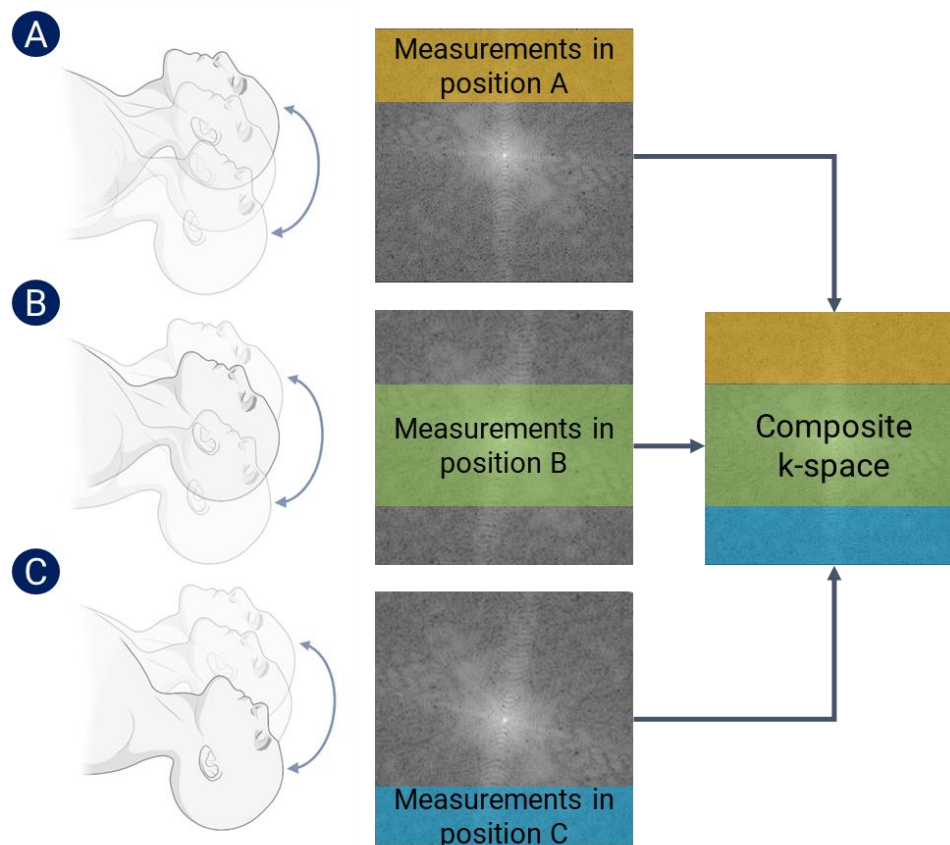 A
Measurements in
position A
B
Measurements in
position B
Composite
k-space
C
Measurements in
position C